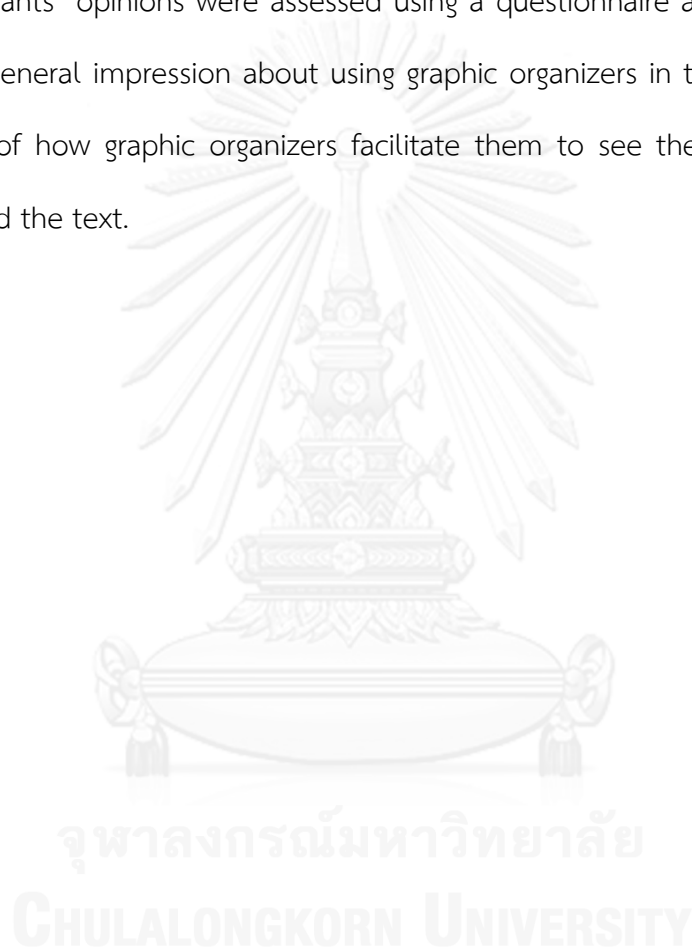 ants' opinions were assessed using a questionnaire a
eneral impression about using graphic organizers in t
of how graphic organizers facilitate them to see the
d the text.
จุฬาลงกรณ์มหาวิทยาลัย
CHULALONGKORN UNIVERSITY